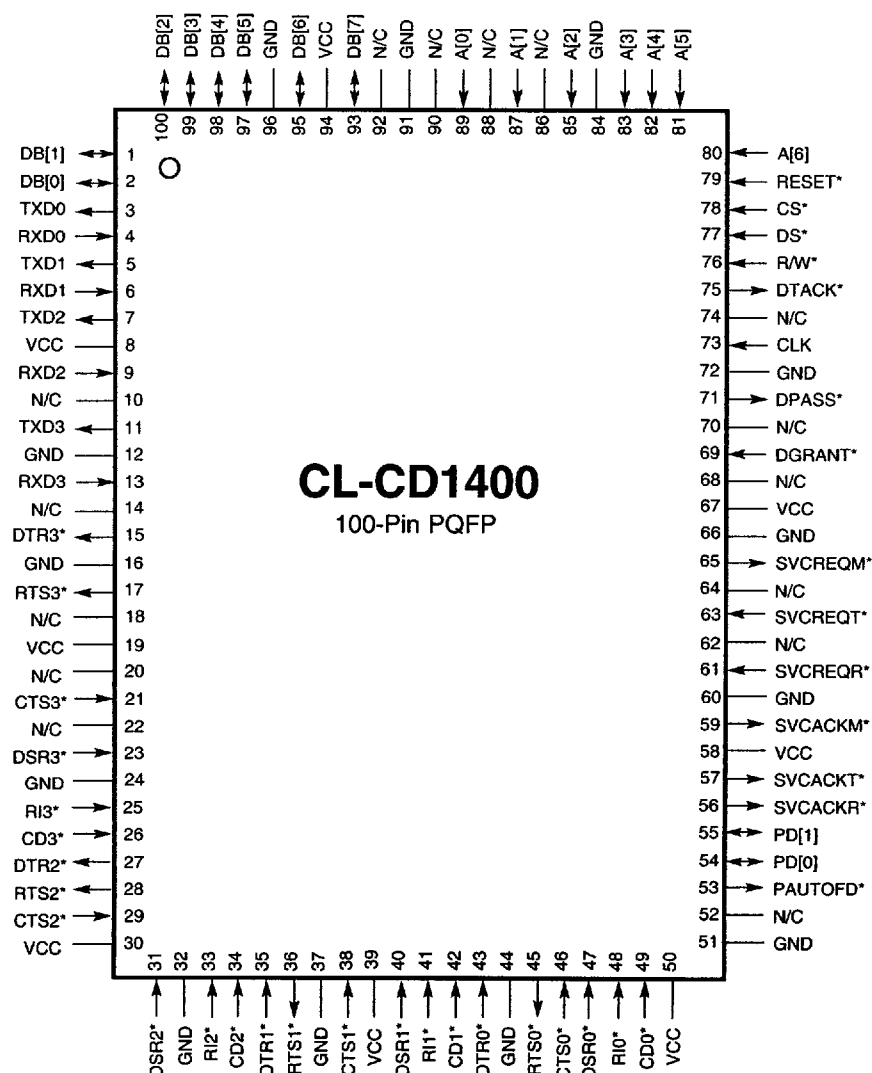 DB[2] DB[3] DB[4] DB[5] GND DB[6] VCC DB[7] N/C GND N/C A[0] N/C A[1] N/C A[2] GND A[3] A[4] A[5]
100 99 98 97 96 95 94 93 92 91 90 89 88 87 86 85 84 83 82 81
DB[1] 1 80 A[6]
DB[0] 2 79 RESET*
TXD0 3 78 CS*
RXD0 4 77 DS*
TXD1 5 76 R/W*
RXD1 6 75 DTACK*
TXD2 7 74 N/C
VCC 8 73 CLK
RXD2 9 72 GND
N/C 10 71 DPASS*
TXD3 11 70 N/C
GND 12 69 DGRANT*
RXD3 13 68 N/C
CL-CD1400
N/C 14 67 VCC
100-Pin PQFP
DTR3* 15 66 GND
GND 16 65 SVCREQM*
RTS3* 17 64 N/C
N/C 18 63 SVCREQT*
VCC 19 62 N/C
N/C 20 61 SVCREQR*
CTS3* 21 60 GND
N/C 22 59 SVCACKM*
DSR3* 23 58 VCC
GND 24 57 SVCACKT*
RI3* 25 56 SVCACKR*
CD3* 26 55 PD[1]
DTR2* 27 54 PD[0]
RTS2* 28 53 PAUTOFD*
CTS2* 29 52 N/C
VCC 30 51 GND
31 32 33 34 35 36 37 38 39 40 41 42 43 44 45 46 47 48 49 50
DSR2* GND RI2* CD2* DTR1* RTS1* GND CTS1* VCC DSR1* RI1* CD1* DTR0* GND RTS0* CTS0* DSR0* RI0* CD0* VCC